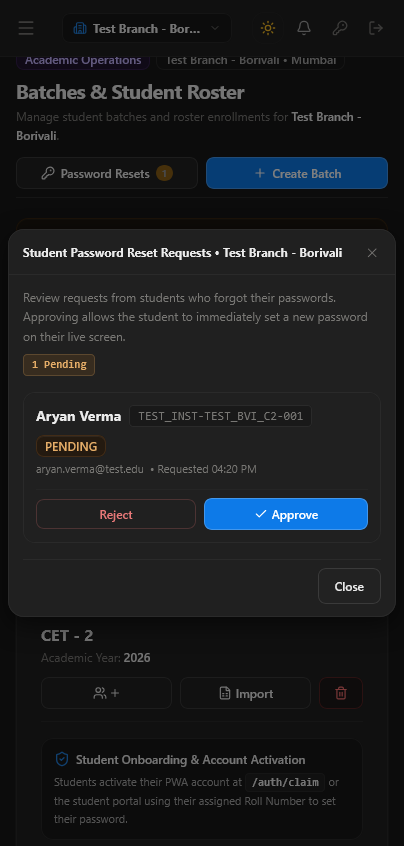 Test Branch - Bor...
Academic Operations
Test Branch - Borivali • Mumbai
Batches & Student Roster
Manage student batches and roster enrollments for Test Branch -
Borivali.
Password Resets 1
+ Create Batch
Student Password Reset Requests • Test Branch - Borivali
Review requests from students who forgot their passwords.
Approving allows the student to immediately set a new password
on their live screen.
1 Pending
Aryan Verma TEST_INST-TEST_BVI_C2-001
PENDING
aryan.verma@test.edu • Requested 04:20 PM
Reject
Approve
Close
CET - 2
Academic Year: 2026
+
Import
Student Onboarding & Account Activation
Students activate their PWA account at /auth/claim or
the student portal using their assigned Roll Number to set
their password.